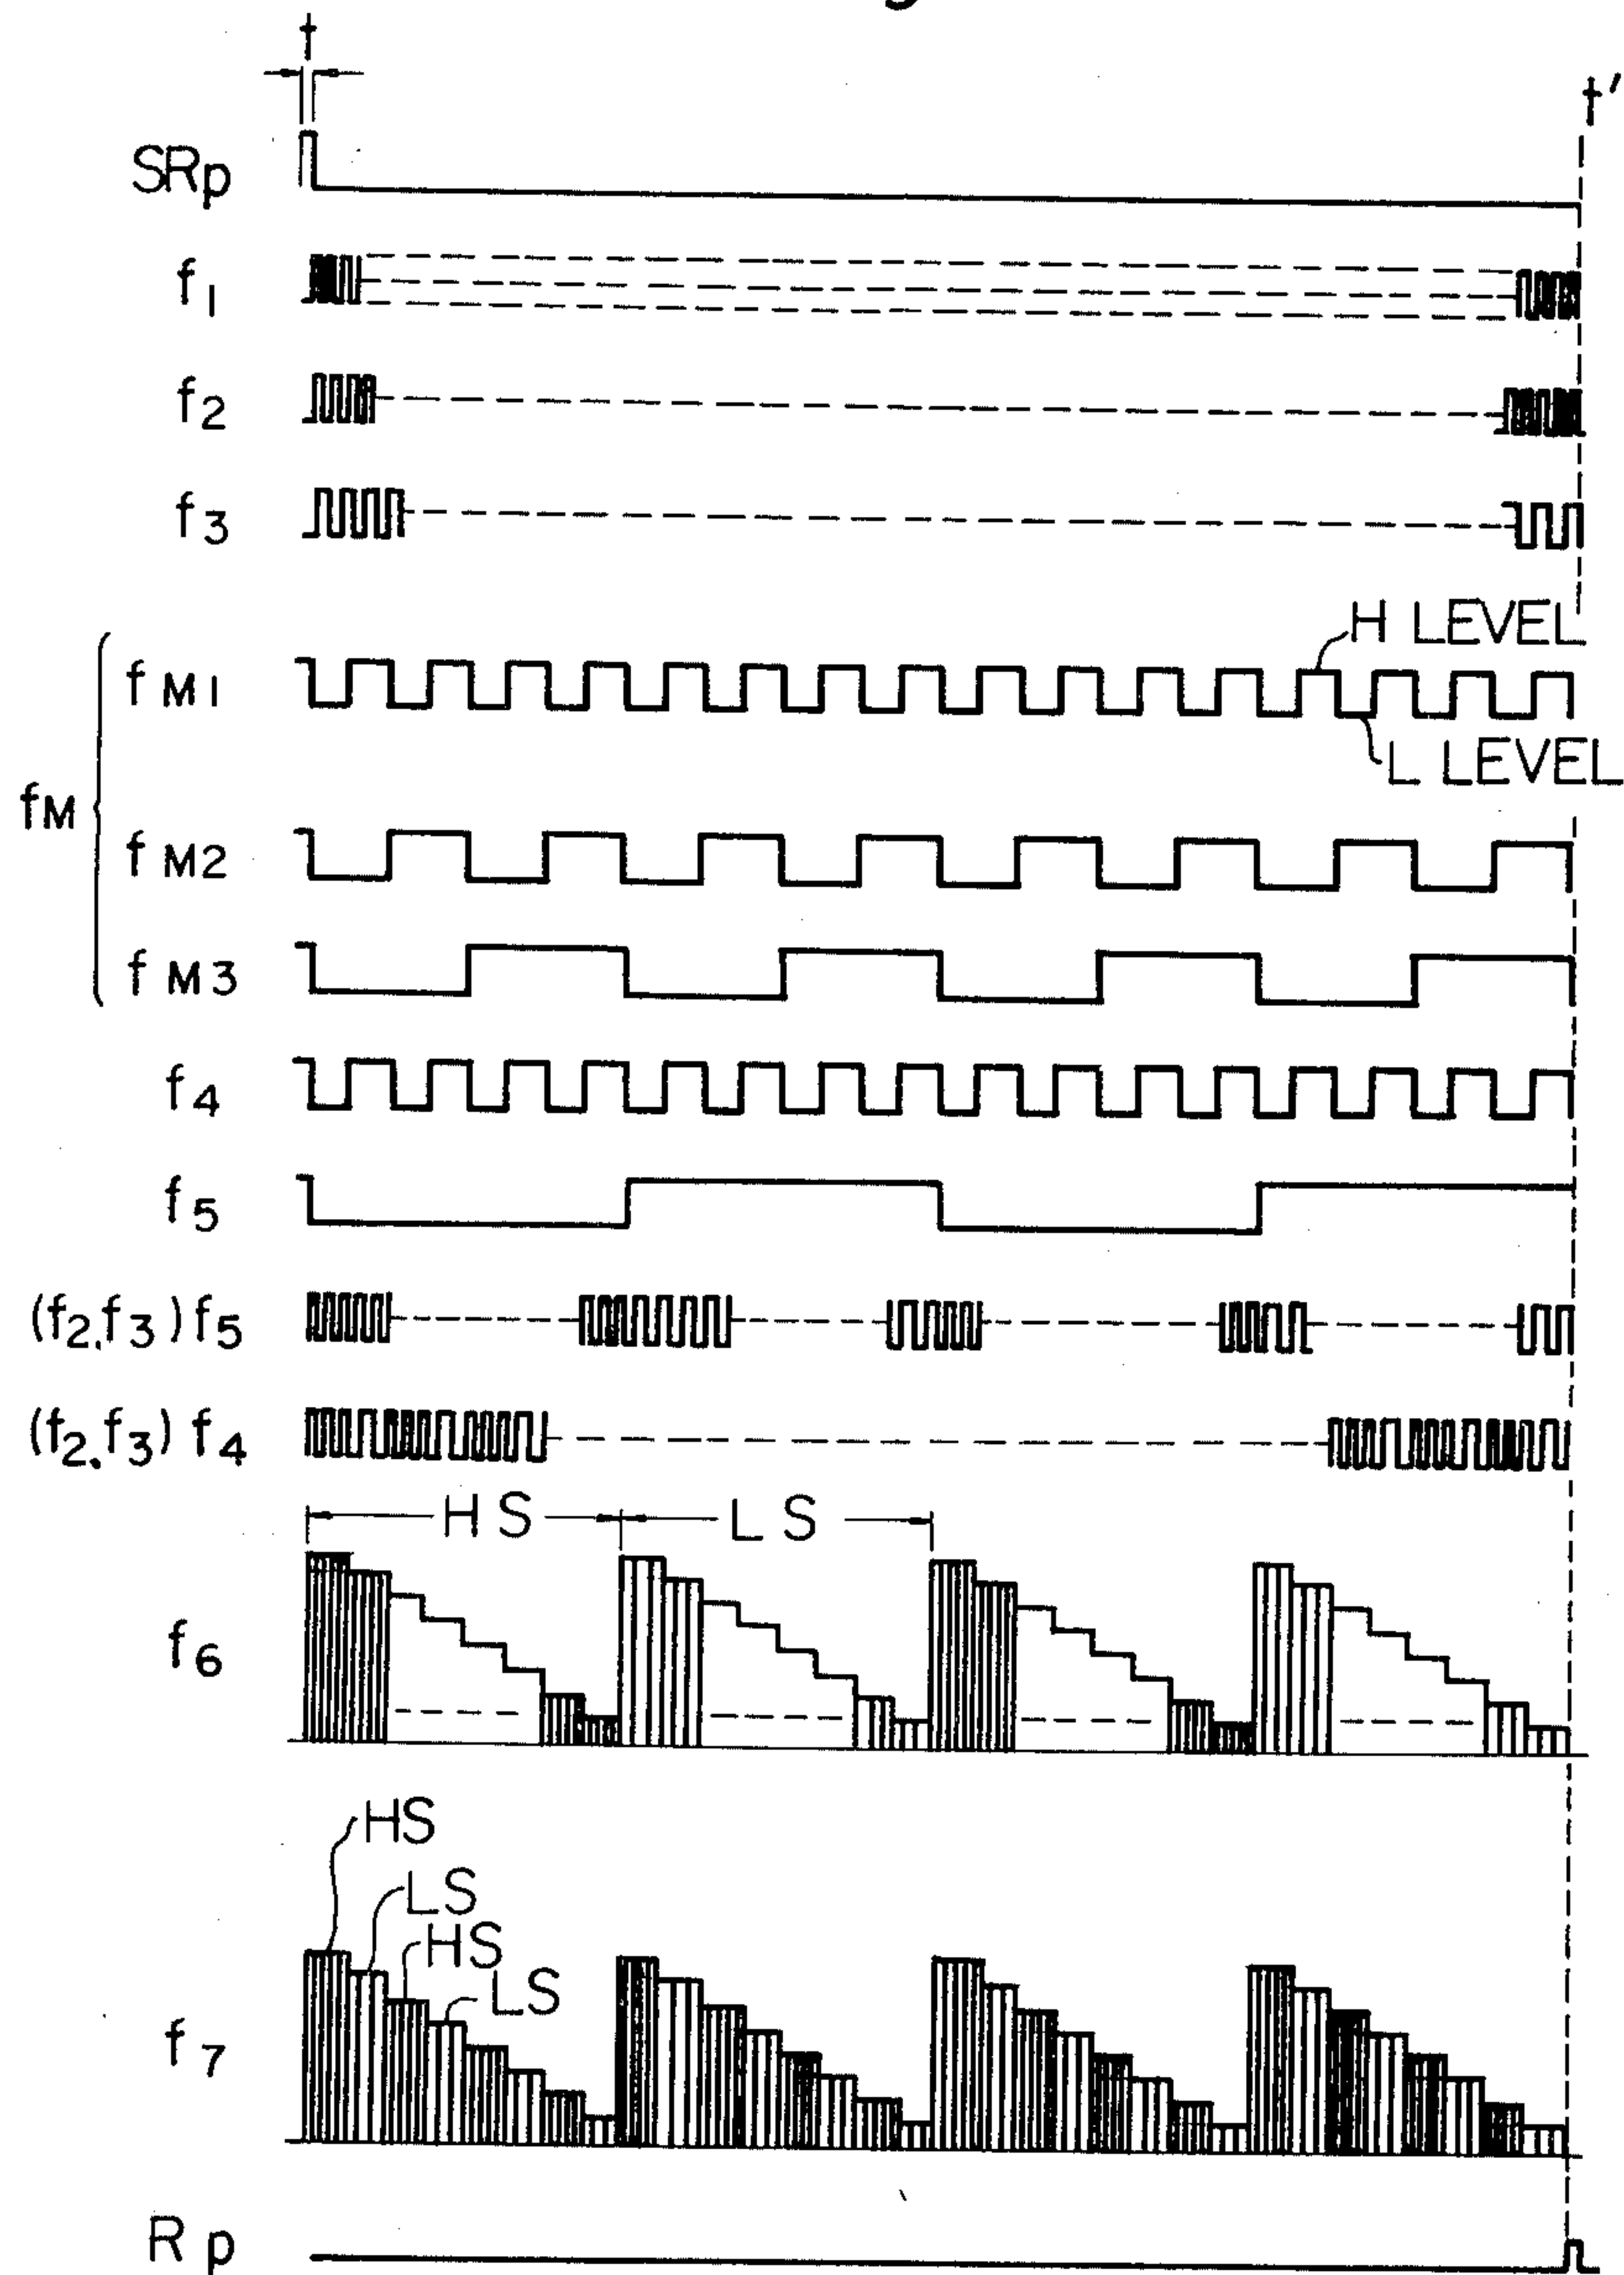 t
t'
SRp
f1
f2
f3
H LEVEL
fM1
L LEVEL
fM
fM2
fM3
f4
f5
(f2.f3)f5
(f2.f3)f4
HS LS
f6
HS
LS
HS
LS
f7
Rp